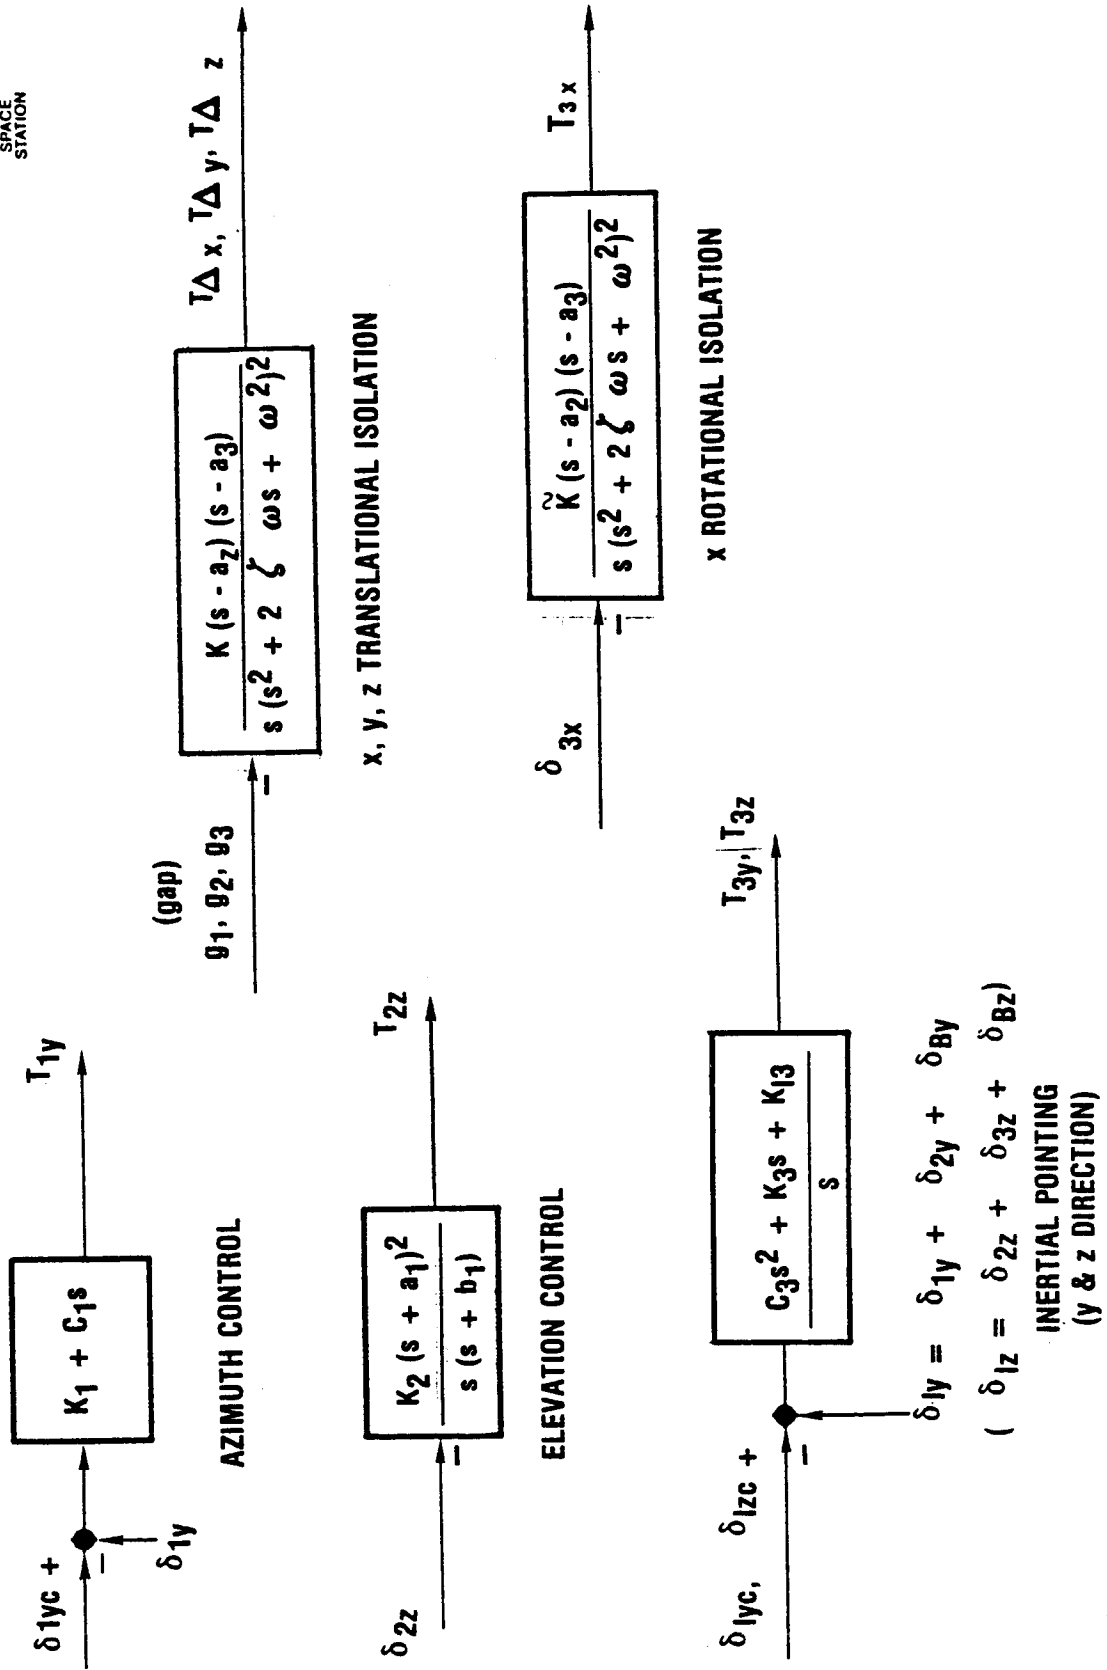 SPACE
STATION
δ1yc +
−
δ1y
K1 + C1s
T1y
AZIMUTH CONTROL
δ2z
−
K2 (s + a1)2
s (s + b1)
T2z
ELEVATION CONTROL
δIyc, δIzc +
−
C3s2 + K3s + KI3
s
T3y, T3z
δIy = δ1y + δ2y + δBy
( δIz = δ2z + δ3z + δBz)
INERTIAL POINTING
(y & z DIRECTION)
(gap)
g1, g2, g3
−
K (s - az) (s - a3)
s (s2 + 2 ζ ωs + ω2)2
TΔ x, TΔ y, TΔ z
x, y, z TRANSLATIONAL ISOLATION
δ3x
−
K̃ (s - a2) (s - a3)
s (s2 + 2 ζ ωs + ω2)2
T3x
x ROTATIONAL ISOLATION